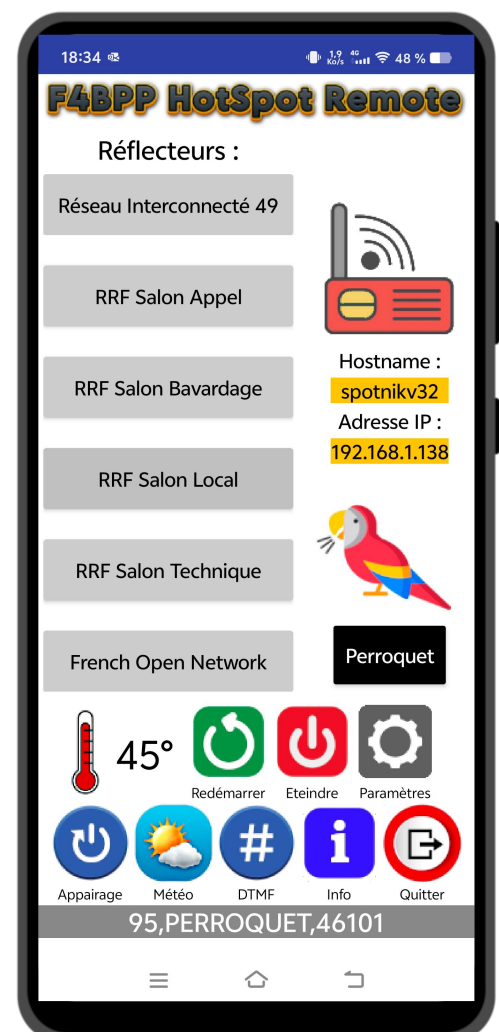 18:34
1,9 Ko/s 4G 48 %
F4BPP HotSpot Remote
Réflecteurs :
Réseau Interconnecté 49
RRF Salon Appel
RRF Salon Bavardage
RRF Salon Local
RRF Salon Technique
French Open Network
Hostname :
spotnikv32
Adresse IP :
192.168.1.138
Perroquet
45°
Redémarrer
Eteindre
Paramètres
#
i
Appairage
Météo
DTMF
Info
Quitter
95,PERROQUET,46101